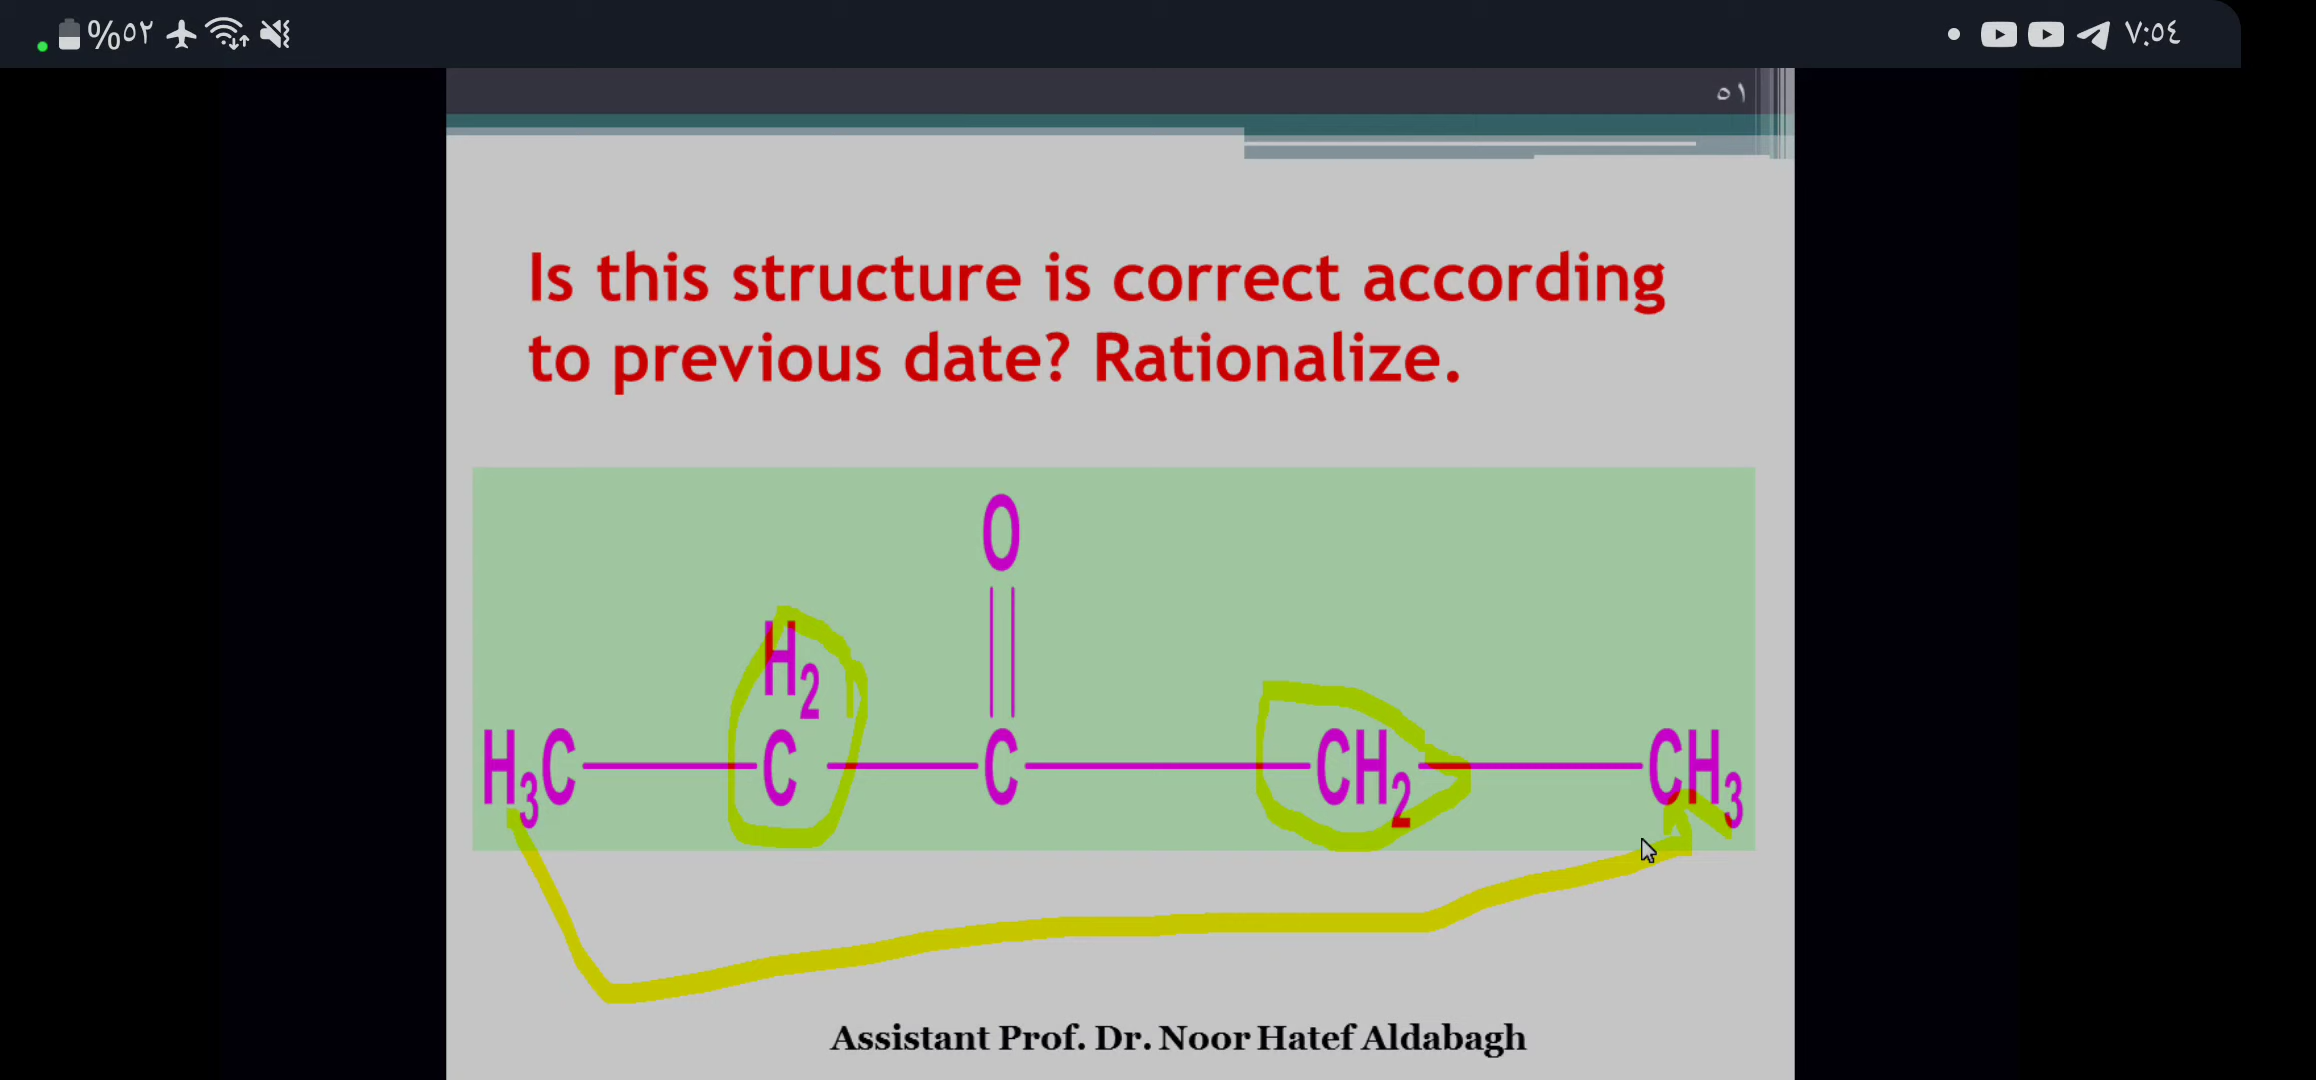 %٥٢
٧:٥٤
٥١
Is this structure is correct according
to previous date? Rationalize.
O
H2
H3C C C CH2 CH3
Assistant Prof. Dr. Noor Hatef Aldabagh